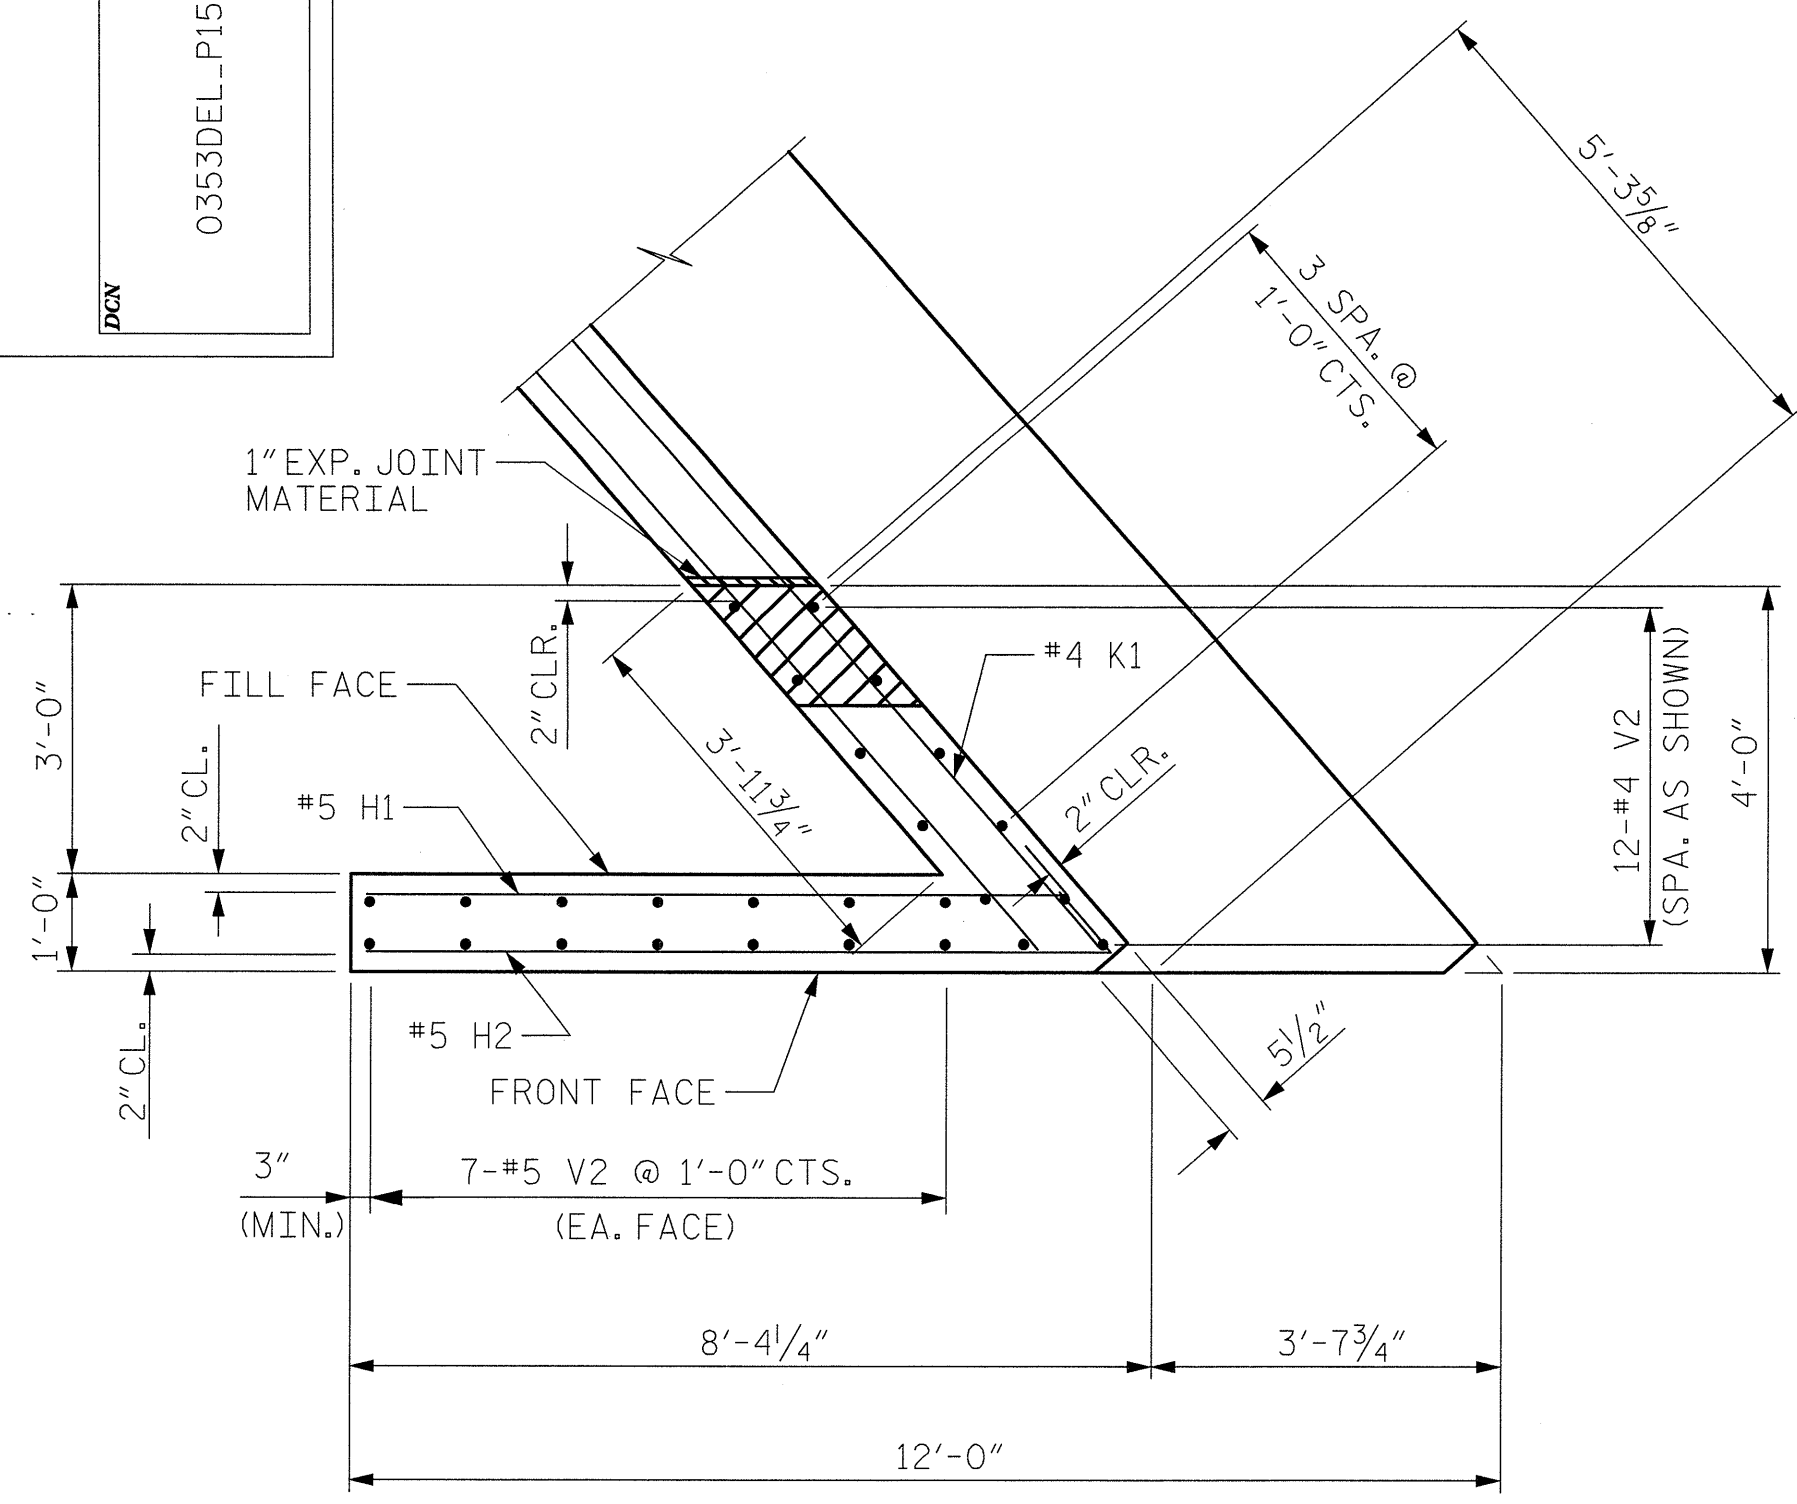 0353DEL_P15
DCN
5'-3 5/8"
3 SPA. @
1'-0" CTS.
1" EXP. JOINT
MATERIAL
2" CLR.
#4 K1
FILL FACE
3'-0"
2" CL.
#5 H1
3'-11 3/4"
2" CLR.
12-#4 V2
(SPA. AS SHOWN)
4'-0"
1'-0"
2" CL.
#5 H2
FRONT FACE
5 1/2"
3"
(MIN.)
7-#5 V2 @ 1'-0" CTS.
(EA. FACE)
8'-4 1/4"
3'-7 3/4"
12'-0"